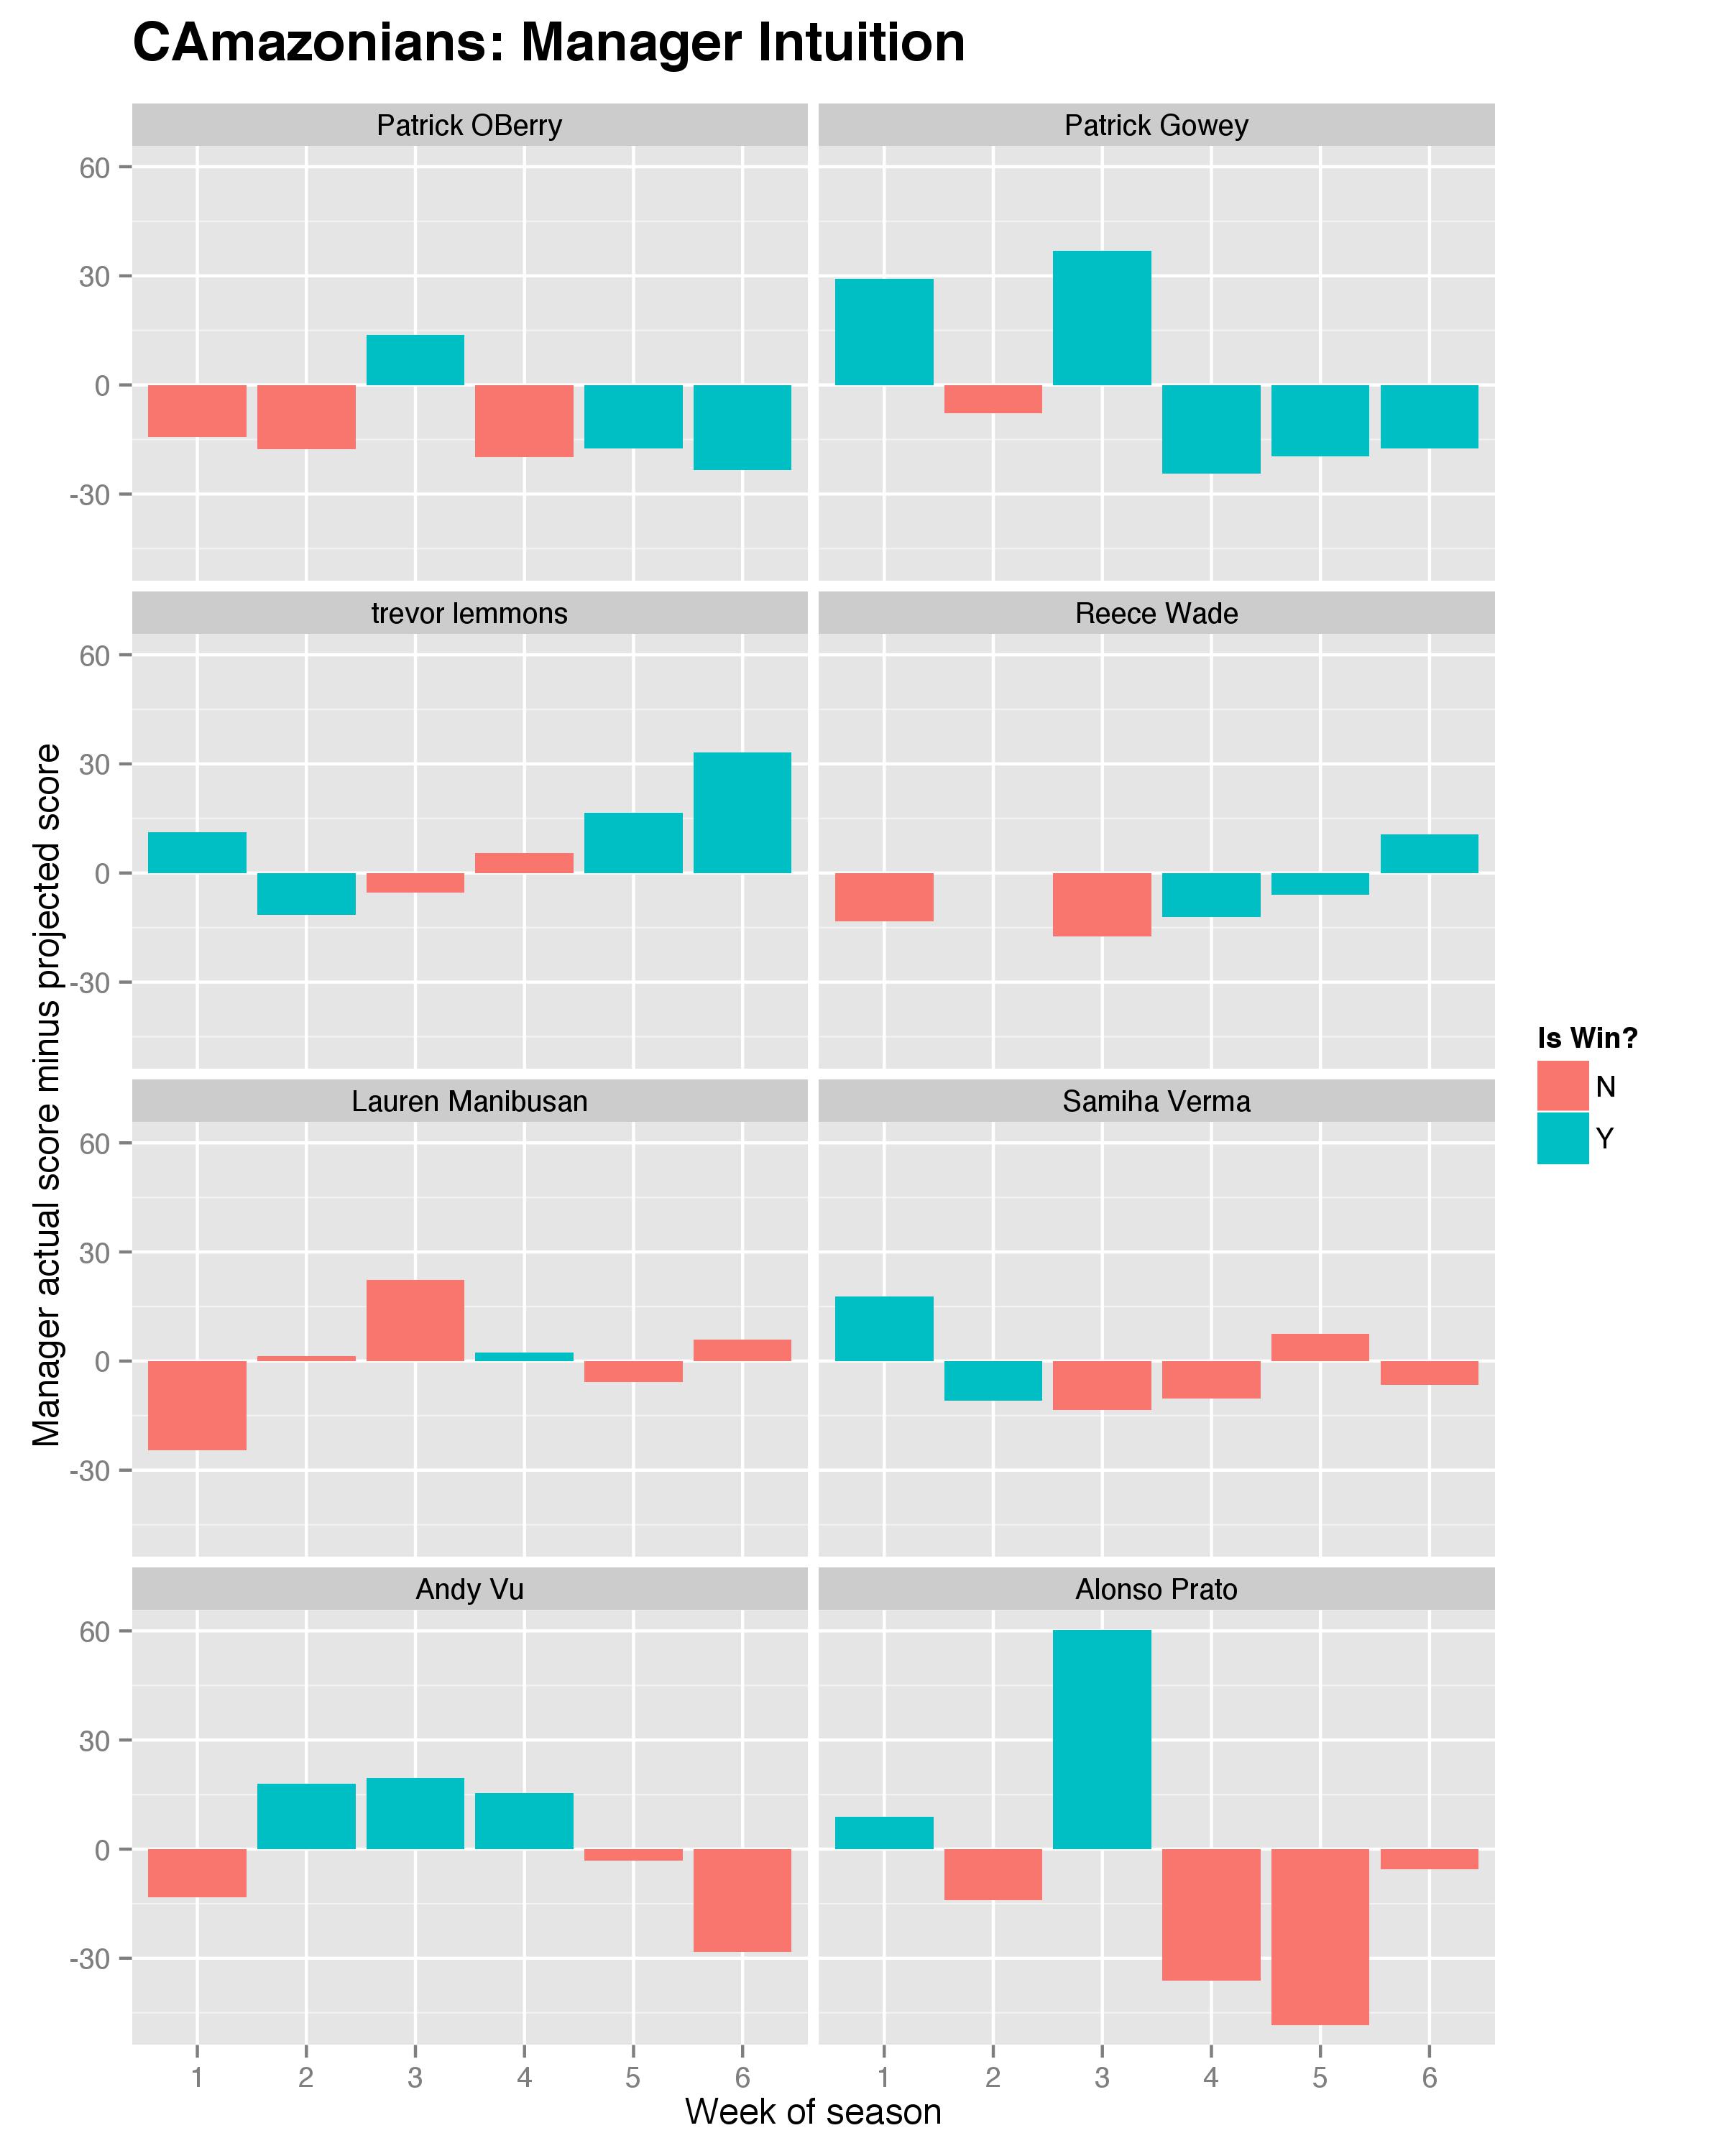 CAmazonians: Manager Intuition
Patrick OBerry
Patrick Gowey
60
30
0
-30
trevor lemmons
Reece Wade
60
30
0
-30
Lauren Manibusan
Samiha Verma
60
30
0
-30
Andy Vu
Alonso Prato
60
30
0
-30
1 2 3 4 5 6
1 2 3 4 5 6
Week of season
Manager actual score minus projected score
Is Win?
N
Y